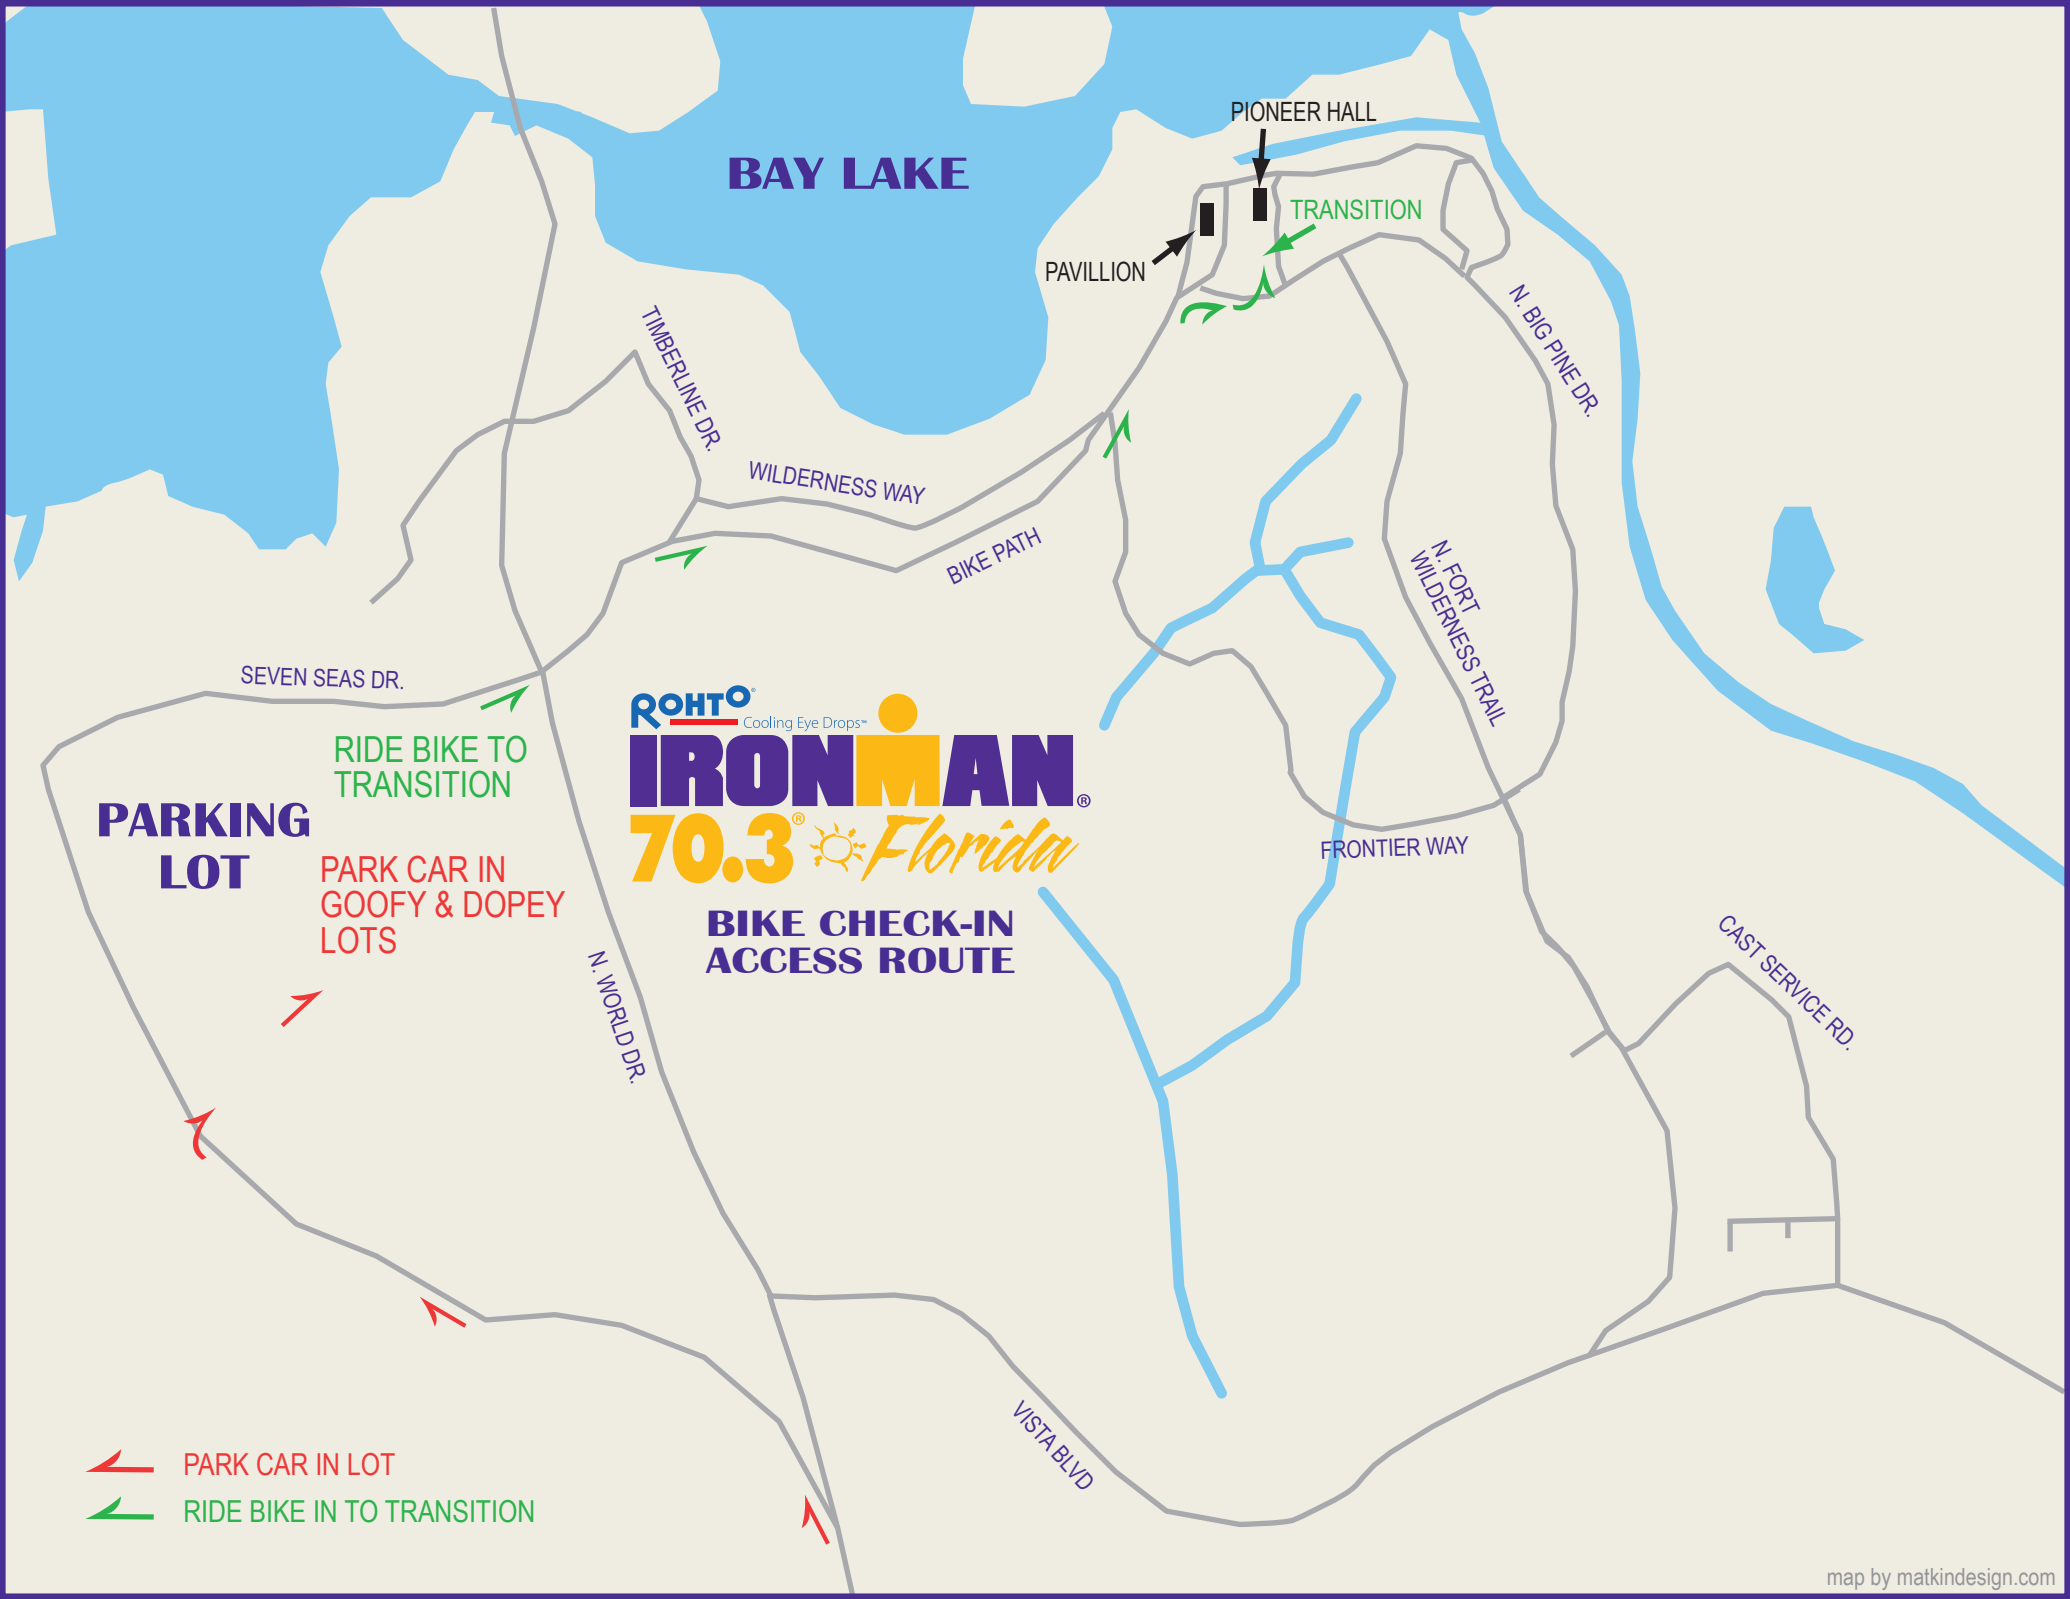 PIONEER HALL
BAY LAKE
TRANSITION
PAVILLION
TIMBERLINE DR.
N. BIG PINE DR.
WILDERNESS WAY
BIKE PATH
N. FORT
WILDERNESS TRAIL
SEVEN SEAS DR.
ROHTO®
Cooling Eye Drops™
IRONMAN®
70.3® Florida
BIKE CHECK-IN
ACCESS ROUTE
RIDE BIKE TO
TRANSITION
PARKING
LOT
PARK CAR IN
GOOFY & DOPEY
LOTS
FRONTIER WAY
N. WORLD DR.
CAST SERVICE RD.
VISTA BLVD
PARK CAR IN LOT
RIDE BIKE IN TO TRANSITION
map by matkindesign.com